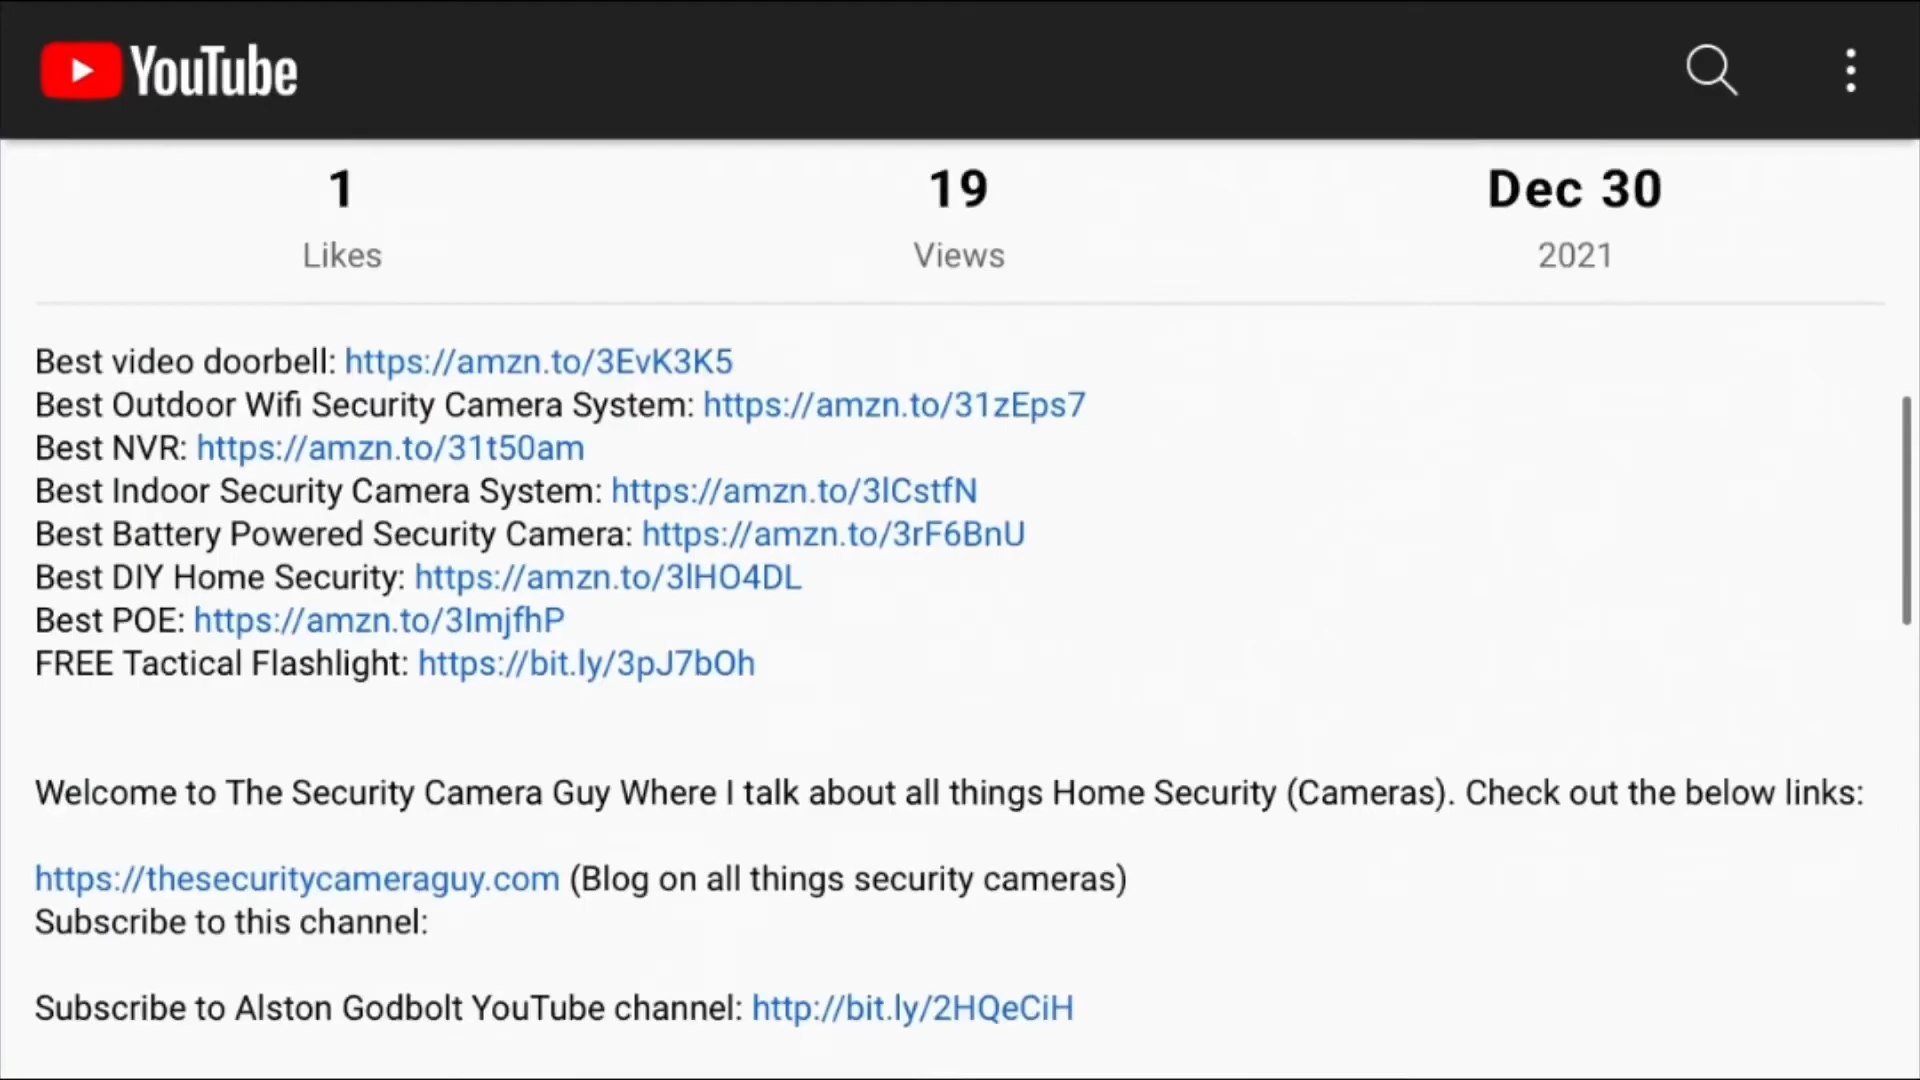 YouTube
1 19 Dec 30
Likes Views 2021
Best video doorbell: https://amzn.to/3EvK3K5
Best Outdoor Wifi Security Camera System: https://amzn.to/31zEps7
Best NVR: https://amzn.to/31t50am
Best Indoor Security Camera System: https://amzn.to/3lCstfN
Best Battery Powered Security Camera: https://amzn.to/3rF6BnU
Best DIY Home Security: https://amzn.to/3lHO4DL
Best POE: https://amzn.to/3ImjfhP
FREE Tactical Flashlight: https://bit.ly/3pJ7bOh
Welcome to The Security Camera Guy Where I talk about all things Home Security (Cameras). Check out the below links:
https://thesecuritycameraguy.com (Blog on all things security cameras)
Subscribe to this channel:
Subscribe to Alston Godbolt YouTube channel: http://bit.ly/2HQeCiH